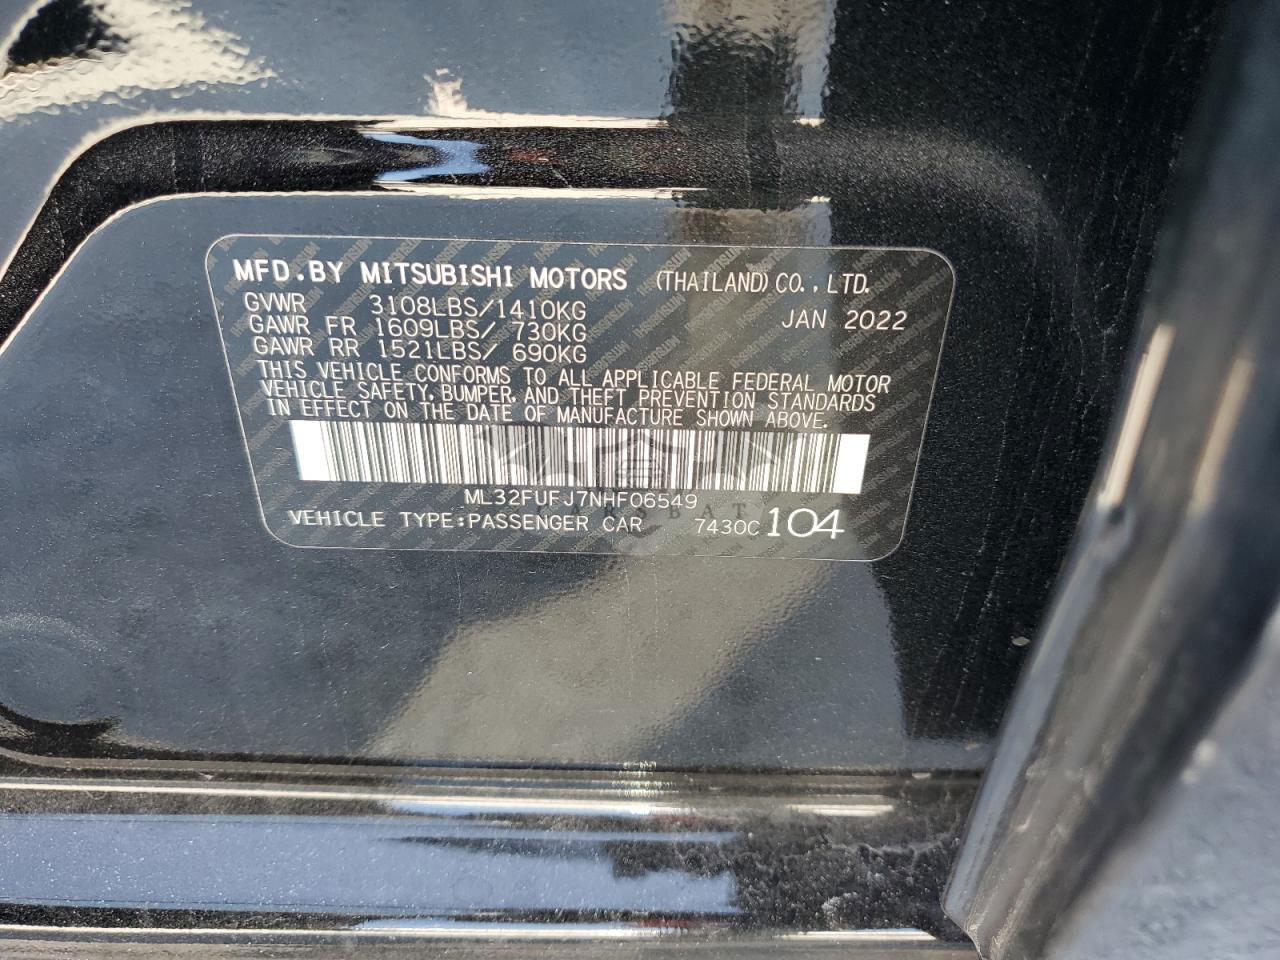 MFD.BY MITSUBISHI MOTORS (THAILAND) CO., LTD.
GVWR 3108LBS/1410KG JAN 2022
GAWR FR 1609LBS/ 730KG
GAWR RR 1521LBS/ 690KG
THIS VEHICLE CONFORMS TO ALL APPLICABLE FEDERAL MOTOR
VEHICLE SAFETY, BUMPER, AND THEFT PREVENTION STANDARDS
IN EFFECT ON THE DATE OF MANUFACTURE SHOWN ABOVE.
ML32FUFJ7NHF06549
CARSBAT
VEHICLE TYPE:PASSENGER CAR 7430C 104